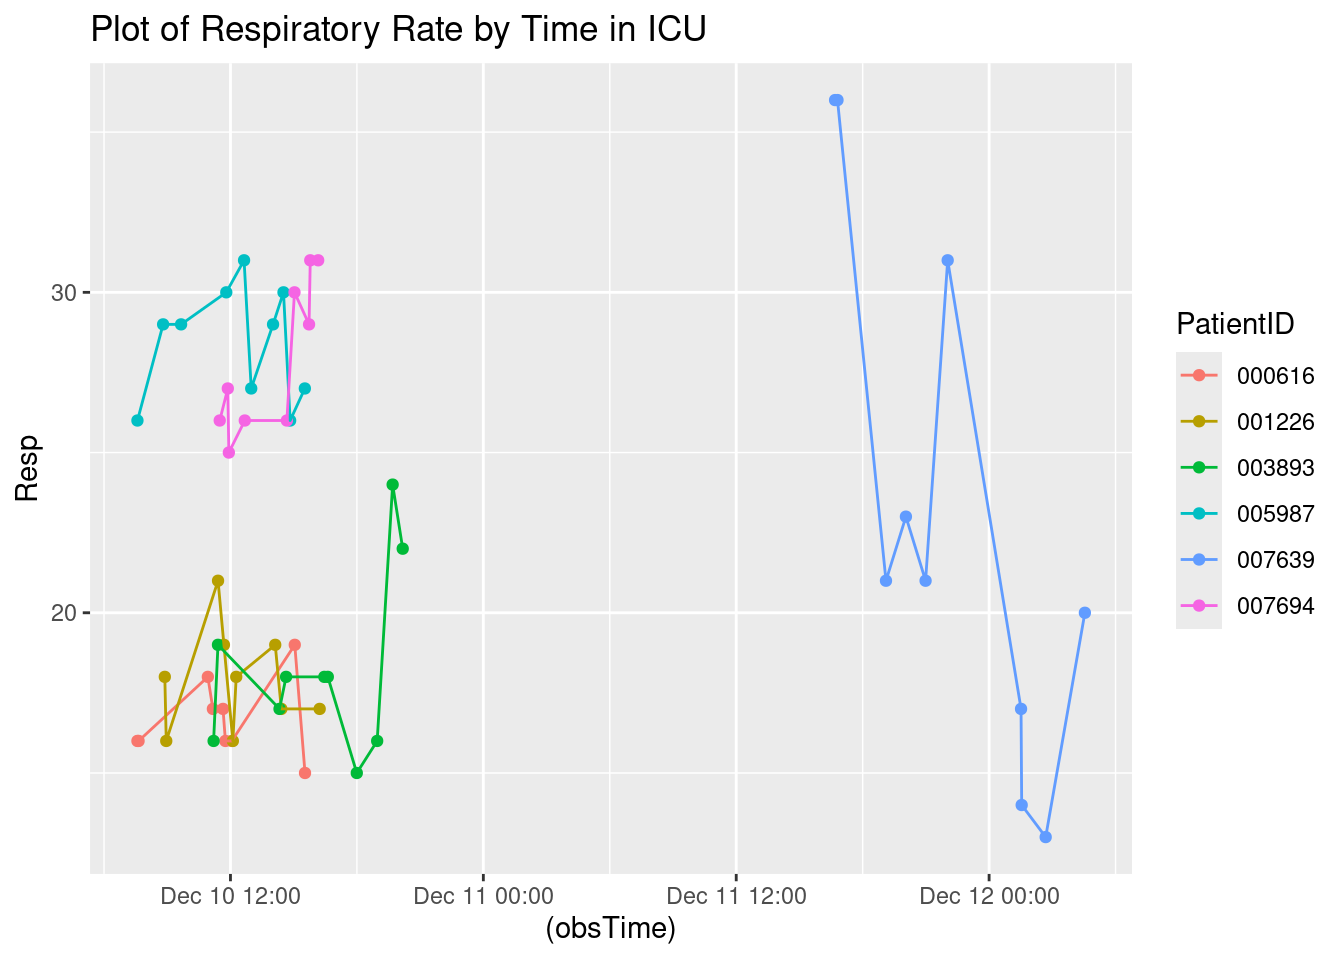 Plot of Respiratory Rate by Time in ICU
Resp
30
20
Dec 10 12:00
Dec 11 00:00
Dec 11 12:00
Dec 12 00:00
(obsTime)
PatientID
000616
001226
003893
005987
007639
007694